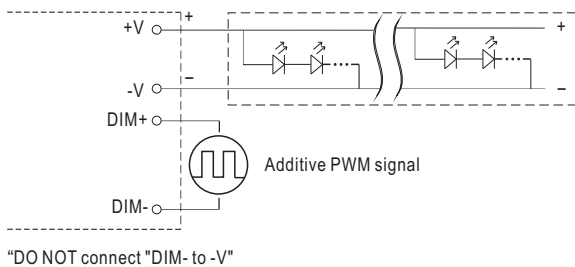 +V
+
+
-V
–
–
DIM+
Additive PWM signal
DIM-
“DO NOT connect "DIM- to -V"